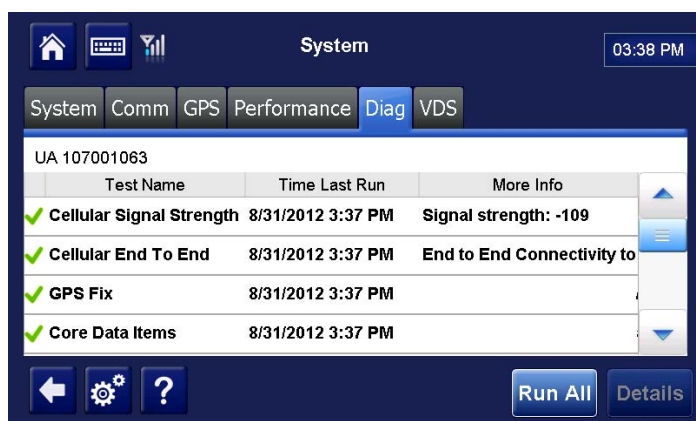 System
03:38 PM
System Comm GPS Performance Diag VDS
UA 107001063
Test Name Time Last Run More Info
Cellular Signal Strength 8/31/2012 3:37 PM Signal strength: -109
Cellular End To End 8/31/2012 3:37 PM End to End Connectivity to
GPS Fix 8/31/2012 3:37 PM
Core Data Items 8/31/2012 3:37 PM
? Run All Details